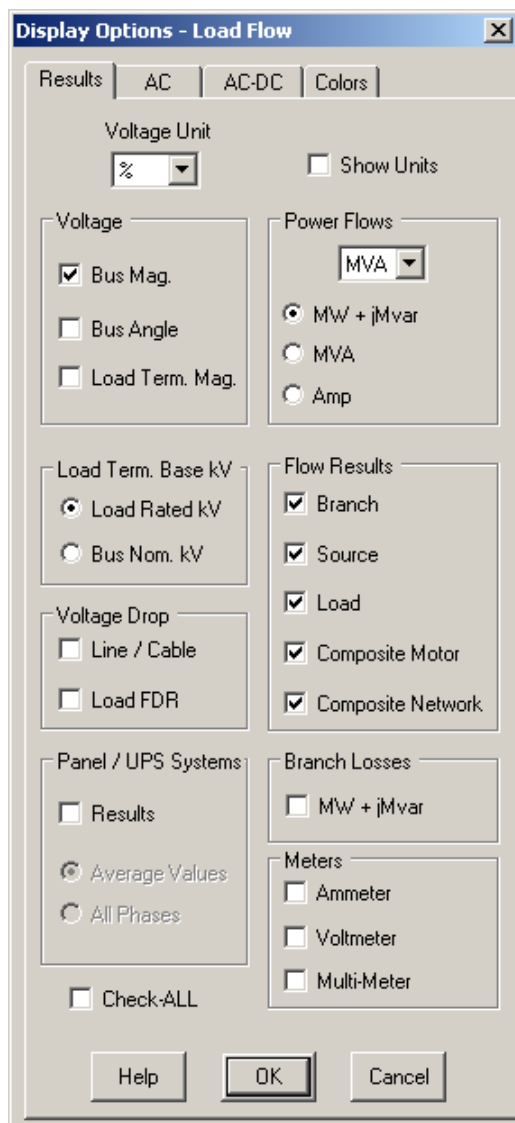 Display Options - Load Flow
Results AC AC-DC Colors
Voltage Unit
%
Show Units
Voltage
Bus Mag.
Bus Angle
Load Term. Mag.
Power Flows
MVA
MW + jMvar
MVA
Amp
Load Term. Base kV
Load Rated kV
Bus Nom. kV
Flow Results
Branch
Source
Load
Composite Motor
Composite Network
Voltage Drop
Line / Cable
Load FDR
Panel / UPS Systems
Results
Average Values
All Phases
Branch Losses
MW + jMvar
Meters
Ammeter
Voltmeter
Multi-Meter
Check-ALL
Help OK Cancel